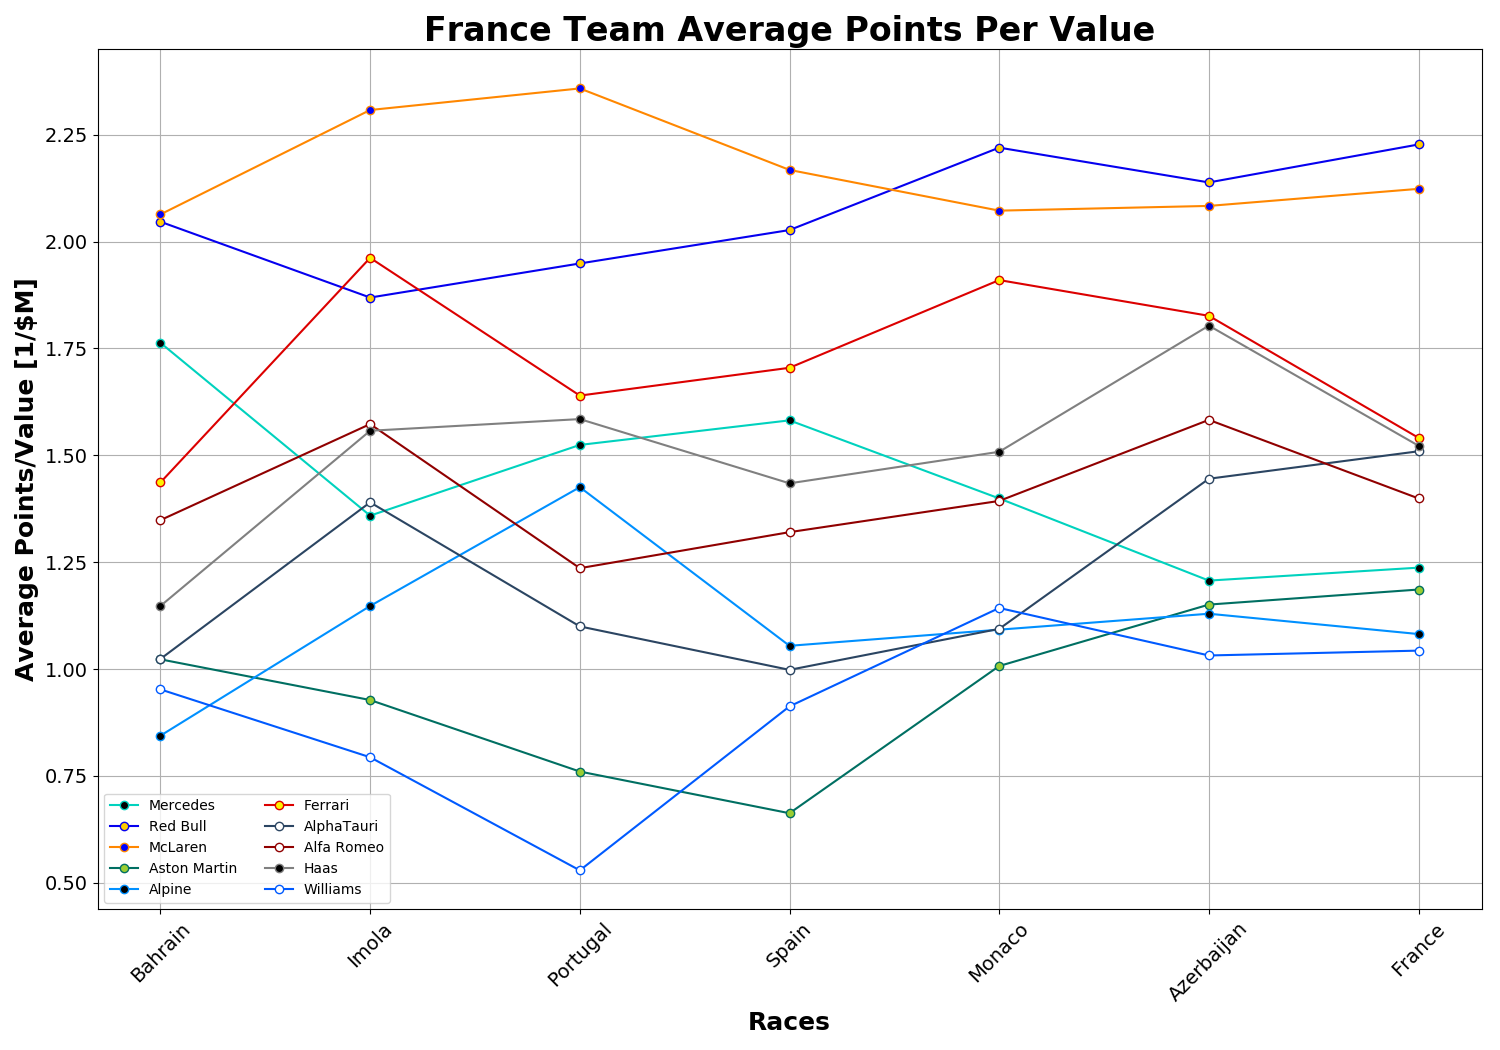 France Team Average Points Per Value
Average Points/Value [1/$M]
2.25
2.00
1.75
1.50
1.25
1.00
0.75
0.50
Mercedes
Red Bull
McLaren
Aston Martin
Alpine
Ferrari
AlphaTauri
Alfa Romeo
Haas
Williams
Bahrain
Imola
Portugal
Spain
Monaco
Azerbaijan
France
Races